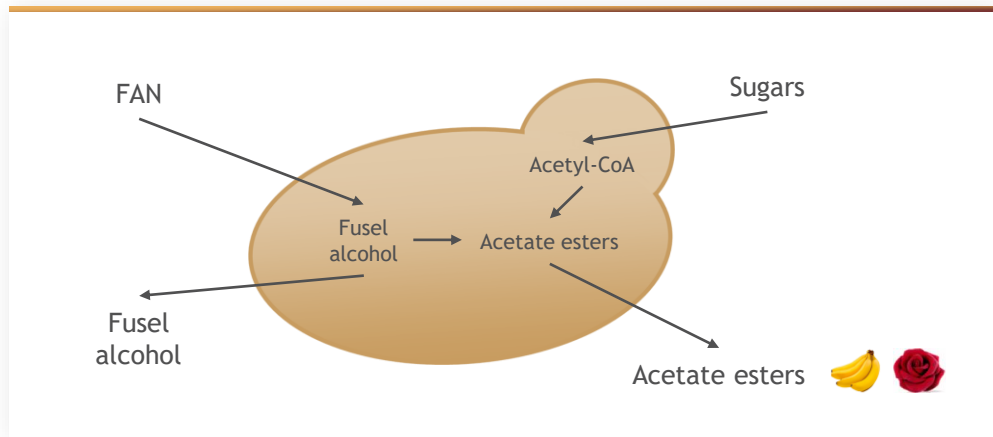 FAN
Sugars
Acetyl-CoA
Fusel
alcohol
Acetate esters
Fusel
alcohol
Acetate esters